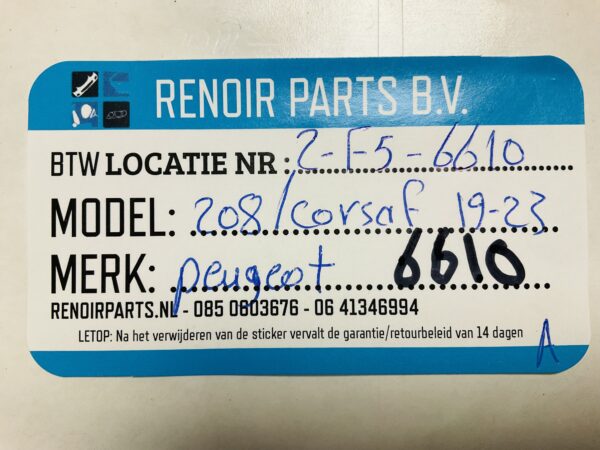 RENOIR PARTS B.V.
BTW LOCATIE NR : 2-F5-6610
MODEL: 208/corsaf 19-23
MERK: peugeot 6610
RENOIRPARTS.NL - 085 0603676 - 06 41346994
LETOP: Na het verwijderen van de sticker vervalt de garantie/retourbeleid van 14 dagen
A